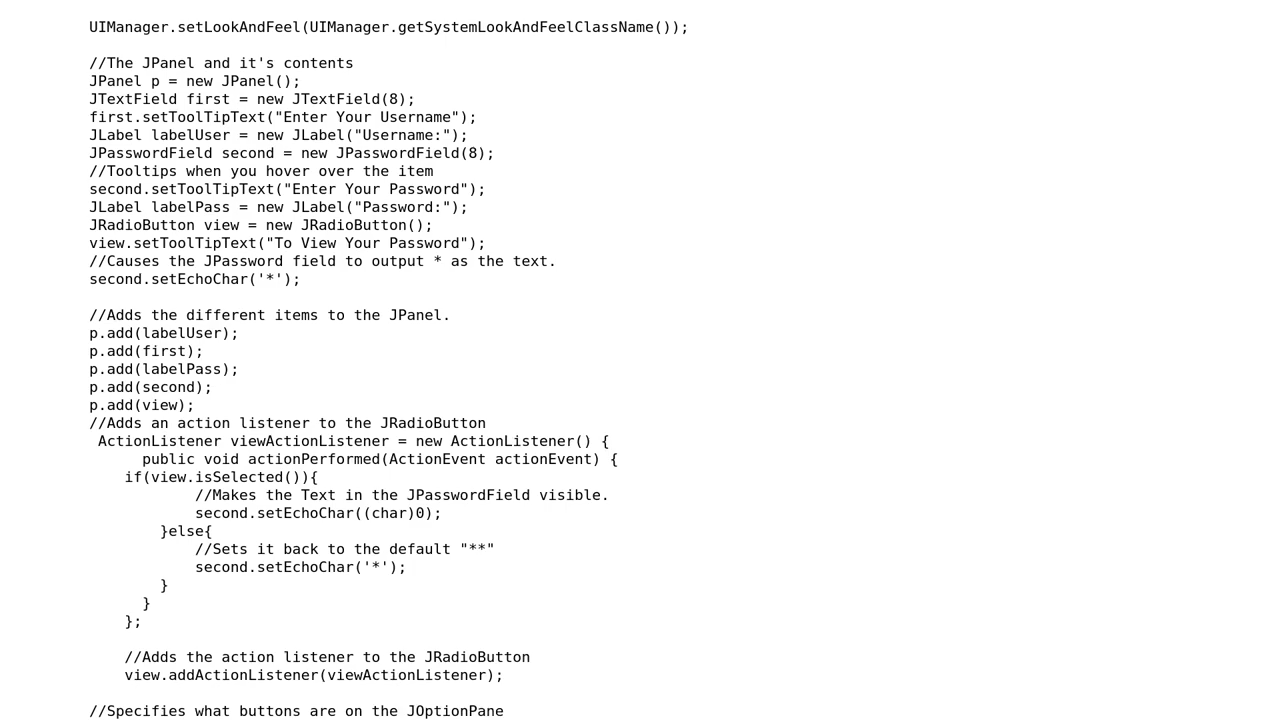 UIManager.setLookAndFeel(UIManager.getSystemLookAndFeelClassName());

//The JPanel and it's contents
JPanel p = new JPanel();
JTextField first = new JTextField(8);
first.setToolTipText("Enter Your Username");
JLabel labelUser = new JLabel("Username:");
JPasswordField second = new JPasswordField(8);
//Tooltips when you hover over the item
second.setToolTipText("Enter Your Password");
JLabel labelPass = new JLabel("Password:");
JRadioButton view = new JRadioButton();
view.setToolTipText("To View Your Password");
//Causes the JPassword field to output * as the text.
second.setEchoChar('*');

//Adds the different items to the JPanel.
p.add(labelUser);
p.add(first);
p.add(labelPass);
p.add(second);
p.add(view);
//Adds an action listener to the JRadioButton
 ActionListener viewActionListener = new ActionListener() {
      public void actionPerformed(ActionEvent actionEvent) {
    if(view.isSelected()){
            //Makes the Text in the JPasswordField visible.
            second.setEchoChar((char)0);
        }else{
            //Sets it back to the default "**"
            second.setEchoChar('*');
        }
      }
    };

    //Adds the action listener to the JRadioButton
    view.addActionListener(viewActionListener);

//Specifies what buttons are on the JOptionPane